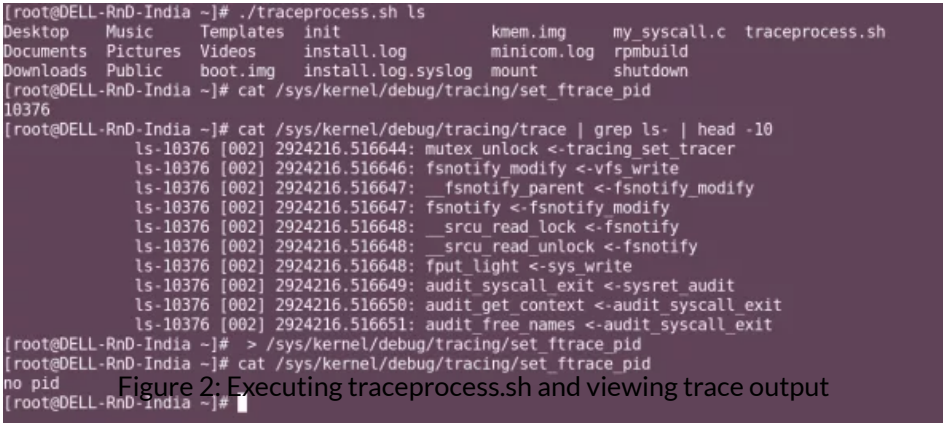 [root@DELL-RnD-India ~]# ./traceprocess.sh ls
Desktop Music Templates init kmem.img my_syscall.c traceprocess.sh
Documents Pictures Videos install.log minicom.log rpmbuild
Downloads Public boot.img install.log.syslog mount shutdown
[root@DELL-RnD-India ~]# cat /sys/kernel/debug/tracing/set_ftrace_pid
10376
[root@DELL-RnD-India ~]# cat /sys/kernel/debug/tracing/trace | grep ls- | head -10
ls-10376 [002] 2924216.516644: mutex_unlock <-tracing_set_tracer
ls-10376 [002] 2924216.516646: fsnotify_modify <-vfs_write
ls-10376 [002] 2924216.516647: __fsnotify_parent <-fsnotify_modify
ls-10376 [002] 2924216.516647: fsnotify <-fsnotify_modify
ls-10376 [002] 2924216.516648: __srcu_read_lock <-fsnotify
ls-10376 [002] 2924216.516648: __srcu_read_unlock <-fsnotify
ls-10376 [002] 2924216.516648: fput_light <-sys_write
ls-10376 [002] 2924216.516649: audit_syscall_exit <-sysret_audit
ls-10376 [002] 2924216.516650: audit_get_context <-audit_syscall_exit
ls-10376 [002] 2924216.516651: audit_free_names <-audit_syscall_exit
[root@DELL-RnD-India ~]# > /sys/kernel/debug/tracing/set_ftrace_pid
[root@DELL-RnD-India ~]# cat /sys/kernel/debug/tracing/set_ftrace_pid
no pid
Figure 2: Executing traceprocess.sh and viewing trace output
[root@DELL-RnD-India ~]#